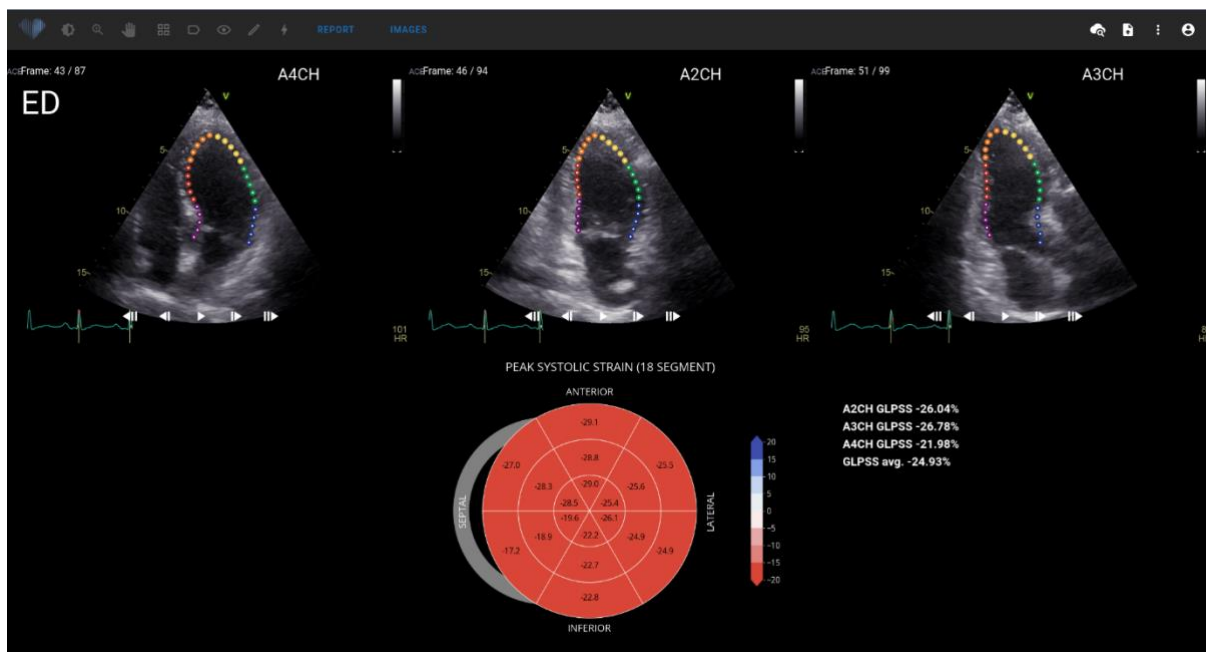 REPORT IMAGES
Frame: 43 / 87 A4CH
Frame: 46 / 94 A2CH
Frame: 51 / 99 A3CH
ED
V V V
5 5 5
10 10 10
15 15 15
101
HR
95
HR
PEAK SYSTOLIC STRAIN (18 SEGMENT)
ANTERIOR
-29.1
-27.0 -28.8 -25.5
-28.3 -29.0 -25.6
-28.5 -25.4
-19.6 -26.1
-18.9 -22.2 -24.9
-17.2 -22.7 -24.9
-22.8
SEPTAL
LATERAL
INFERIOR
20
15
10
5
0
-5
-10
-15
-20
A2CH GLPSS -26.04%
A3CH GLPSS -26.78%
A4CH GLPSS -21.98%
GLPSS avg. -24.93%